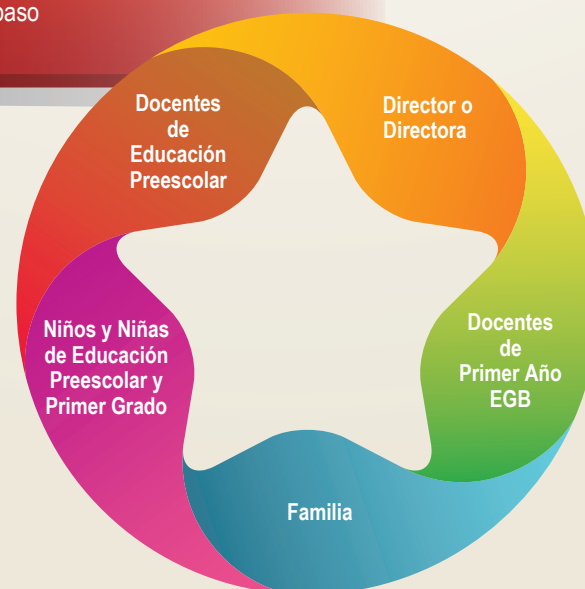 paso
Docentes
de
Educación
Preescolar
Director o
Directora
Docentes
de
Primer Año
EGB
Familia
Niños y Niñas
de Educación
Preescolar y
Primer Grado